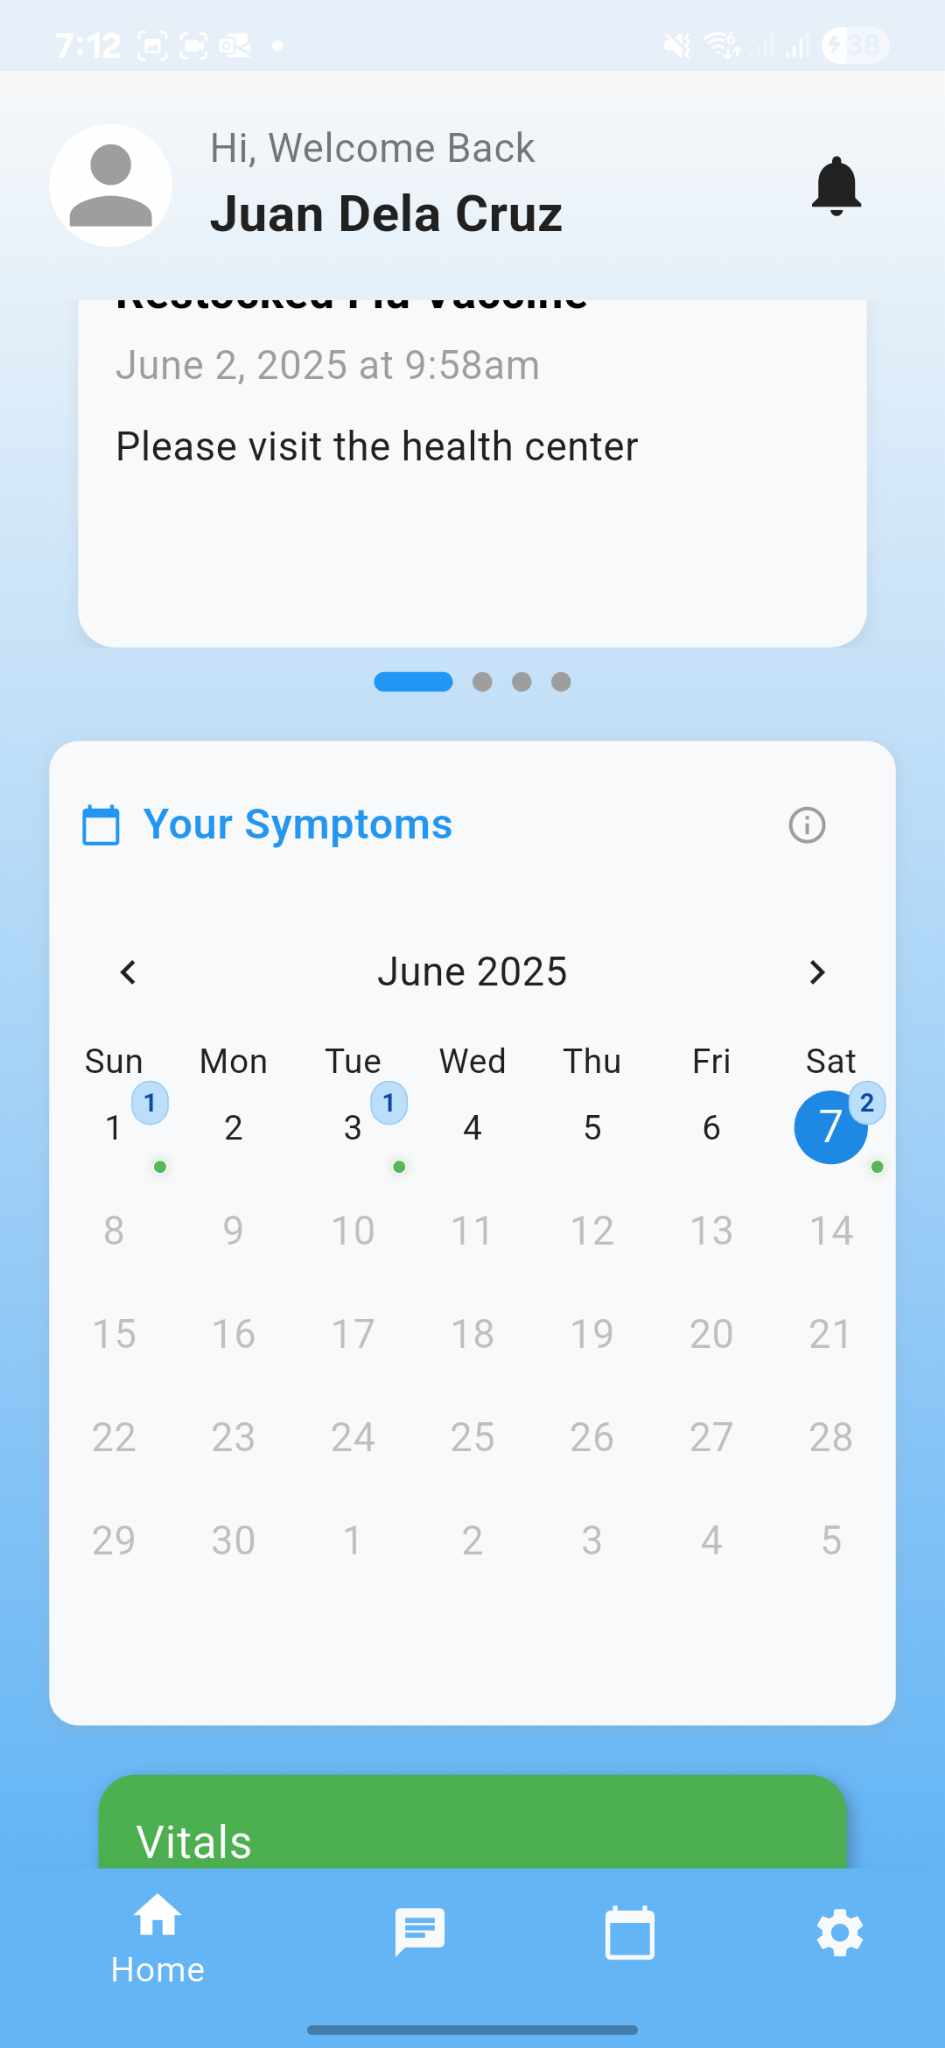 7:12
38
Hi, Welcome Back
Juan Dela Cruz
Restocked Flu Vaccine
June 2, 2025 at 9:58am
Please visit the health center
Your Symptoms
June 2025
Sun Mon Tue Wed Thu Fri Sat
1 1 2 3 1 4 5 6 7 2
8 9 10 11 12 13 14
15 16 17 18 19 20 21
22 23 24 25 26 27 28
29 30 1 2 3 4 5
Vitals
Home